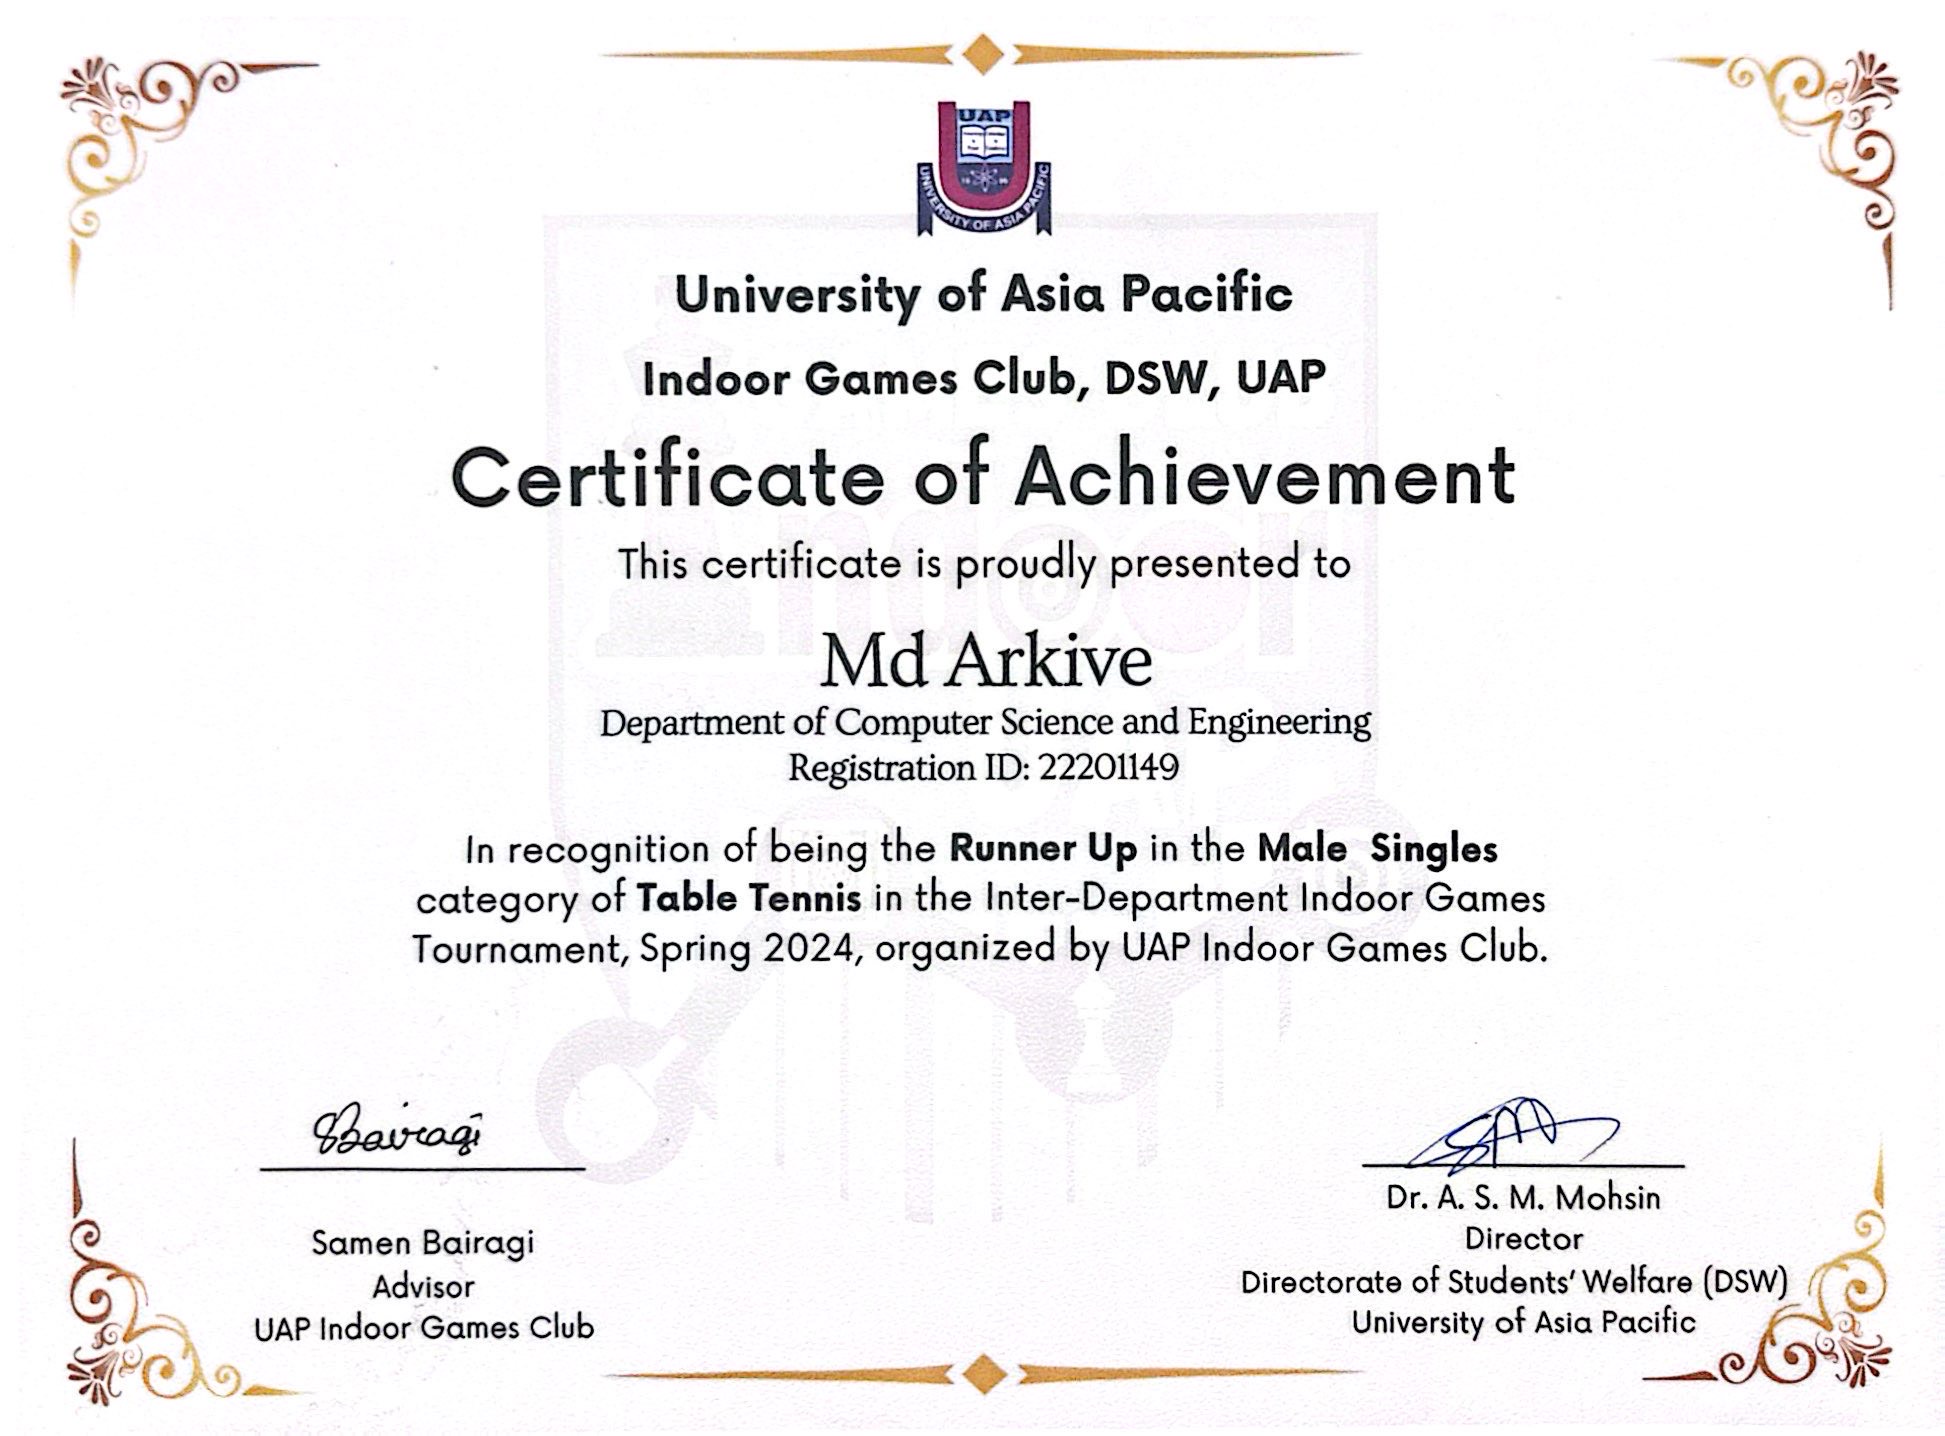 UAP
UNIVERSITY OF ASIA PACIFIC
University of Asia Pacific
Indoor Games Club, DSW, UAP
Certificate of Achievement
This certificate is proudly presented to
Md Arkive
Department of Computer Science and Engineering
Registration ID: 22201149
In recognition of being the Runner Up in the Male Singles
category of Table Tennis in the Inter-Department Indoor Games
Tournament, Spring 2024, organized by UAP Indoor Games Club.
SBairagi
Samen Bairagi
Advisor
UAP Indoor Games Club
Dr. A. S. M. Mohsin
Director
Directorate of Students' Welfare (DSW)
University of Asia Pacific
Indoor